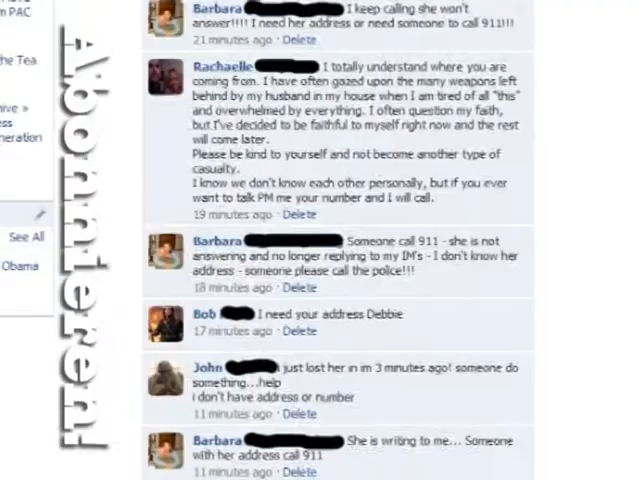 m PAC
he Tea
ive »
ess
neration
See All
Obama
Abonnieren!
Barbara I keep calling she won't
answer!!!! I need her address or need someone to call 911!!!
21 minutes ago · Delete
Rachaelle I totally understand where you are
coming from. I have often gazed upon the many weapons left
behind by my husband in my house when I am tired of all "this"
and overwhelmed by everything. I often question my faith,
but I've decided to be faithful to myself right now and the rest
will come later.
Please be kind to yourself and not become another type of
casualty.
I know we don't know each other personally, but if you ever
want to talk PM me your number and I will call.
19 minutes ago · Delete
Barbara Someone call 911 - she is not
answering and no longer replying to my IM's - I don't know her
address - someone please call the police!!!
18 minutes ago · Delete
Bob I need your address Debbie
17 minutes ago · Delete
John just lost her in im 3 minutes ago! someone do
something...help
i don't have address or number
11 minutes ago · Delete
Barbara She is writing to me... Someone
with her address call 911
11 minutes ago · Delete